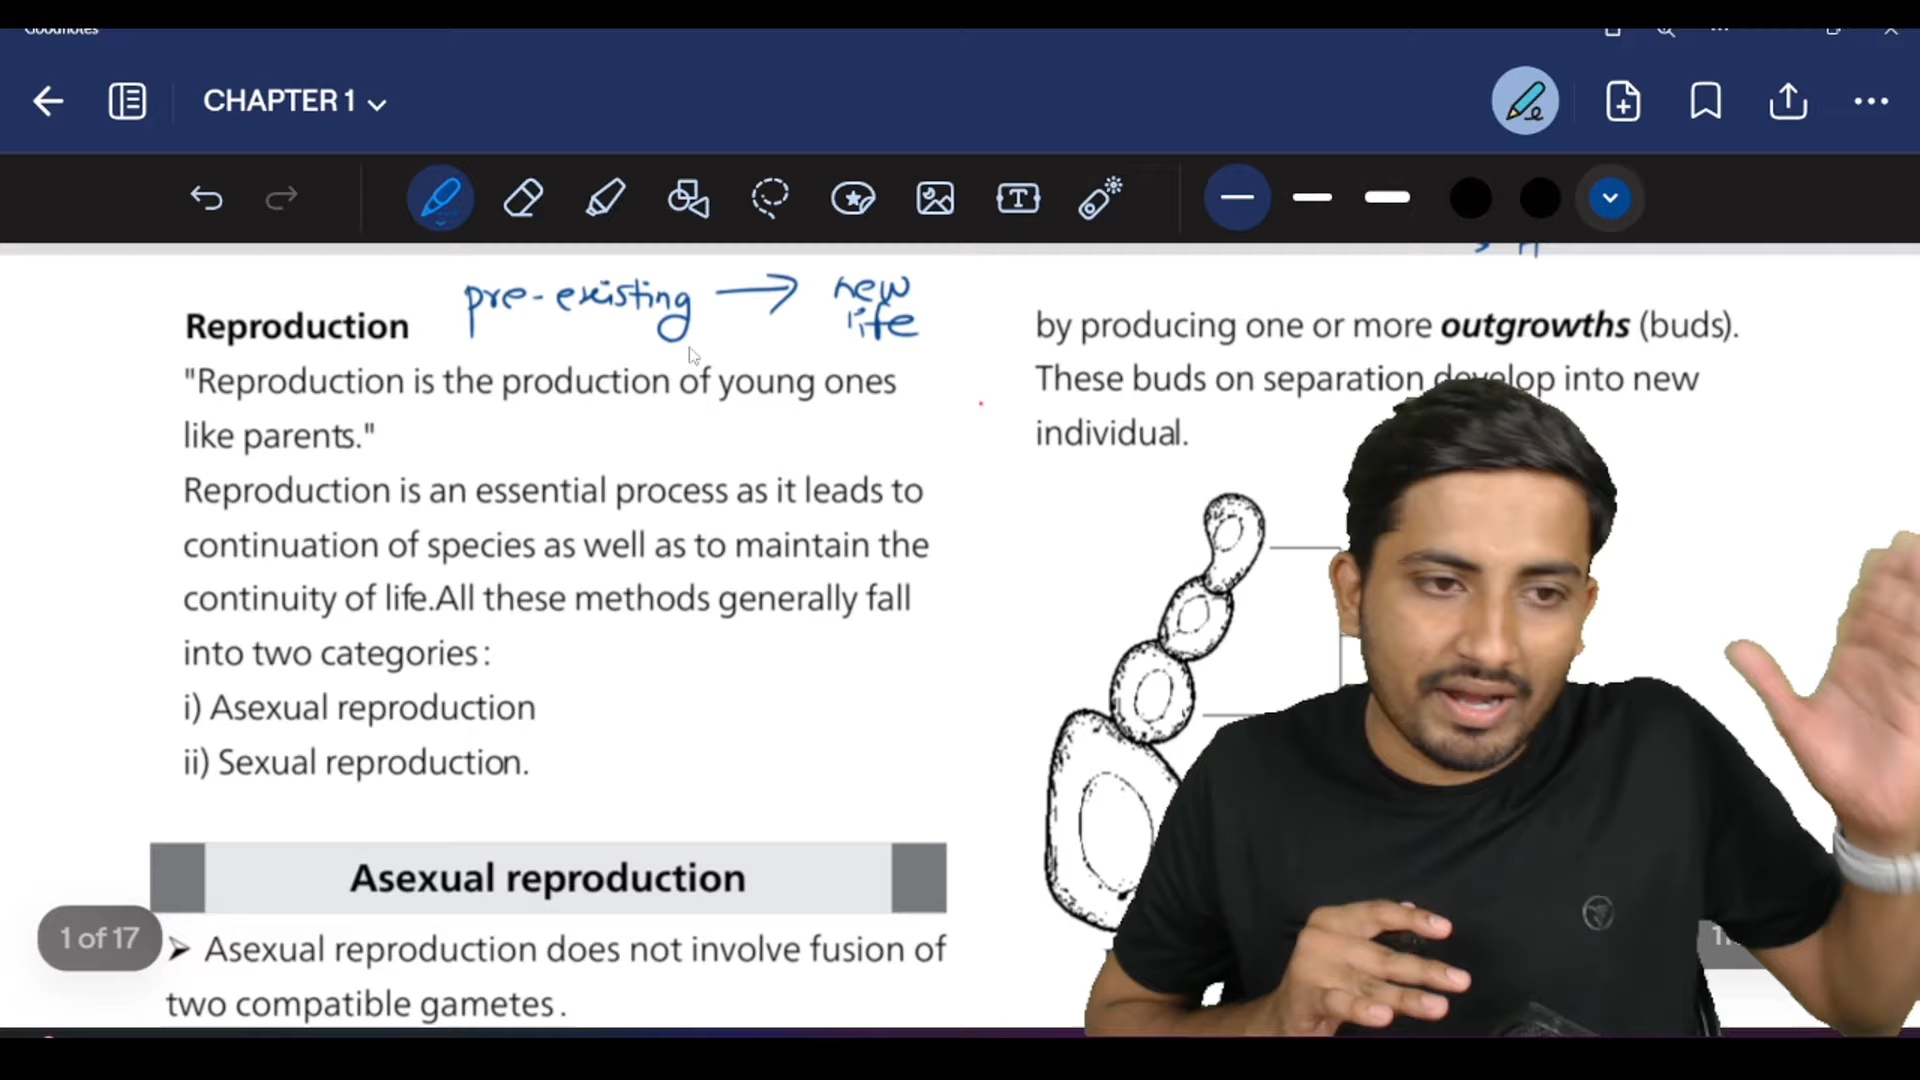 Goodnotes
CHAPTER 1
pre-existing → new life
Reproduction
"Reproduction is the production of young ones
like parents."
Reproduction is an essential process as it leads to
continuation of species as well as to maintain the
continuity of life.All these methods generally fall
into two categories :
i) Asexual reproduction
ii) Sexual reproduction.
Asexual reproduction
➤ Asexual reproduction does not involve fusion of
two compatible gametes .
1 of 17
by producing one or more outgrowths (buds).
These buds on separation develop into new
individual.